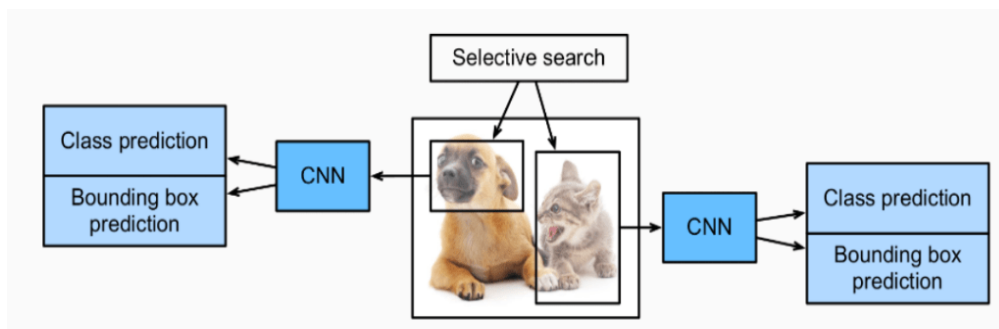 Selective search
Class prediction
Bounding box
prediction
CNN
CNN
Class prediction
Bounding box
prediction